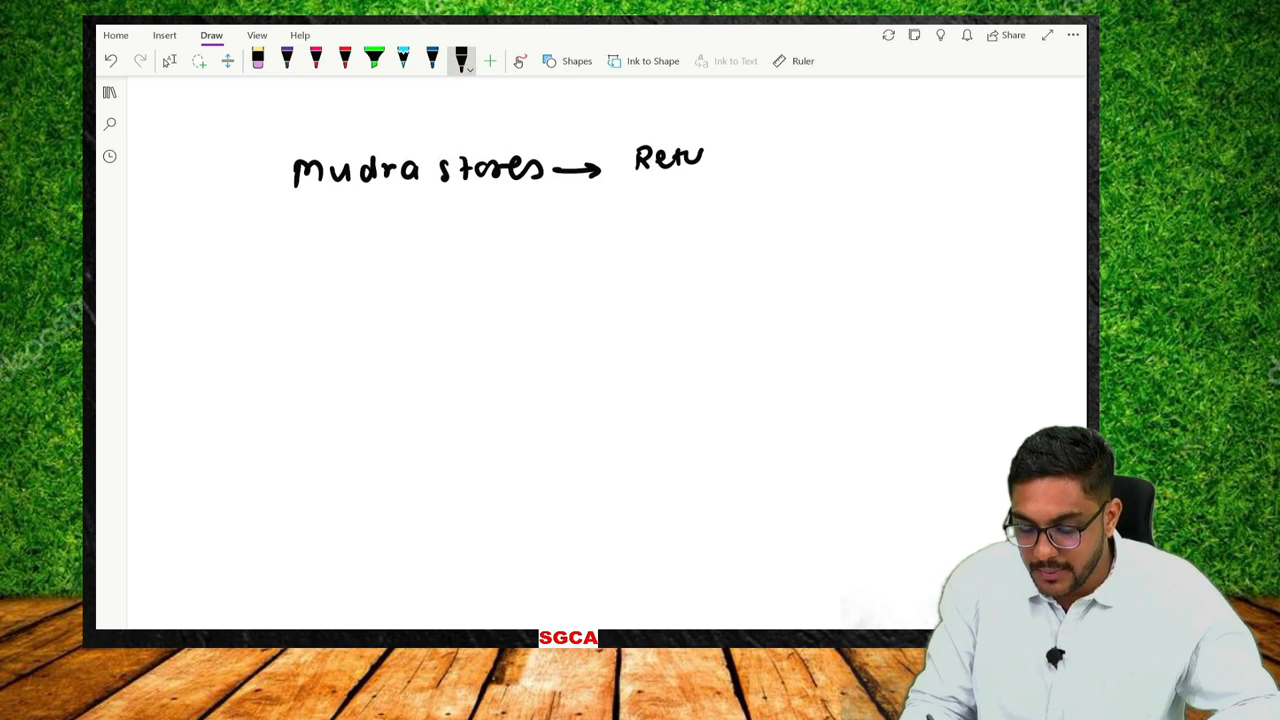 Home Insert Draw View Help
Share
Shapes Ink to Shape Ink to Text Ruler
Mudra stores → Retu
SGCA